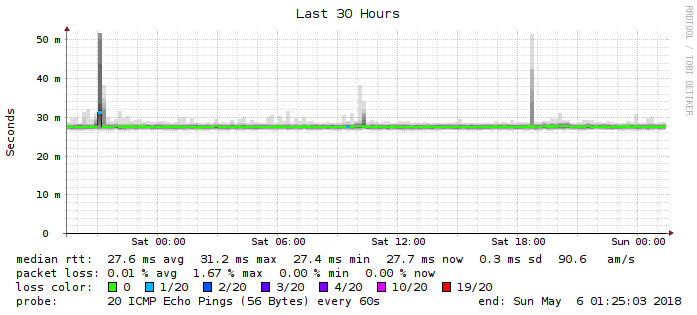 Last 30 Hours
RRDTOOL / TOBI OETIKER
Seconds
50 m
40 m
30 m
20 m
10 m
0
Sat 00:00 Sat 06:00 Sat 12:00 Sat 18:00 Sun 00:00
median rtt: 27.6 ms avg 31.2 ms max 27.4 ms min 27.7 ms now 0.3 ms sd 90.6 am/s
packet loss: 0.01 % avg 1.67 % max 0.00 % min 0.00 % now
loss color: 0 1/20 2/20 3/20 4/20 10/20 19/20
probe: 20 ICMP Echo Pings (56 Bytes) every 60s end: Sun May 6 01:25:03 2018